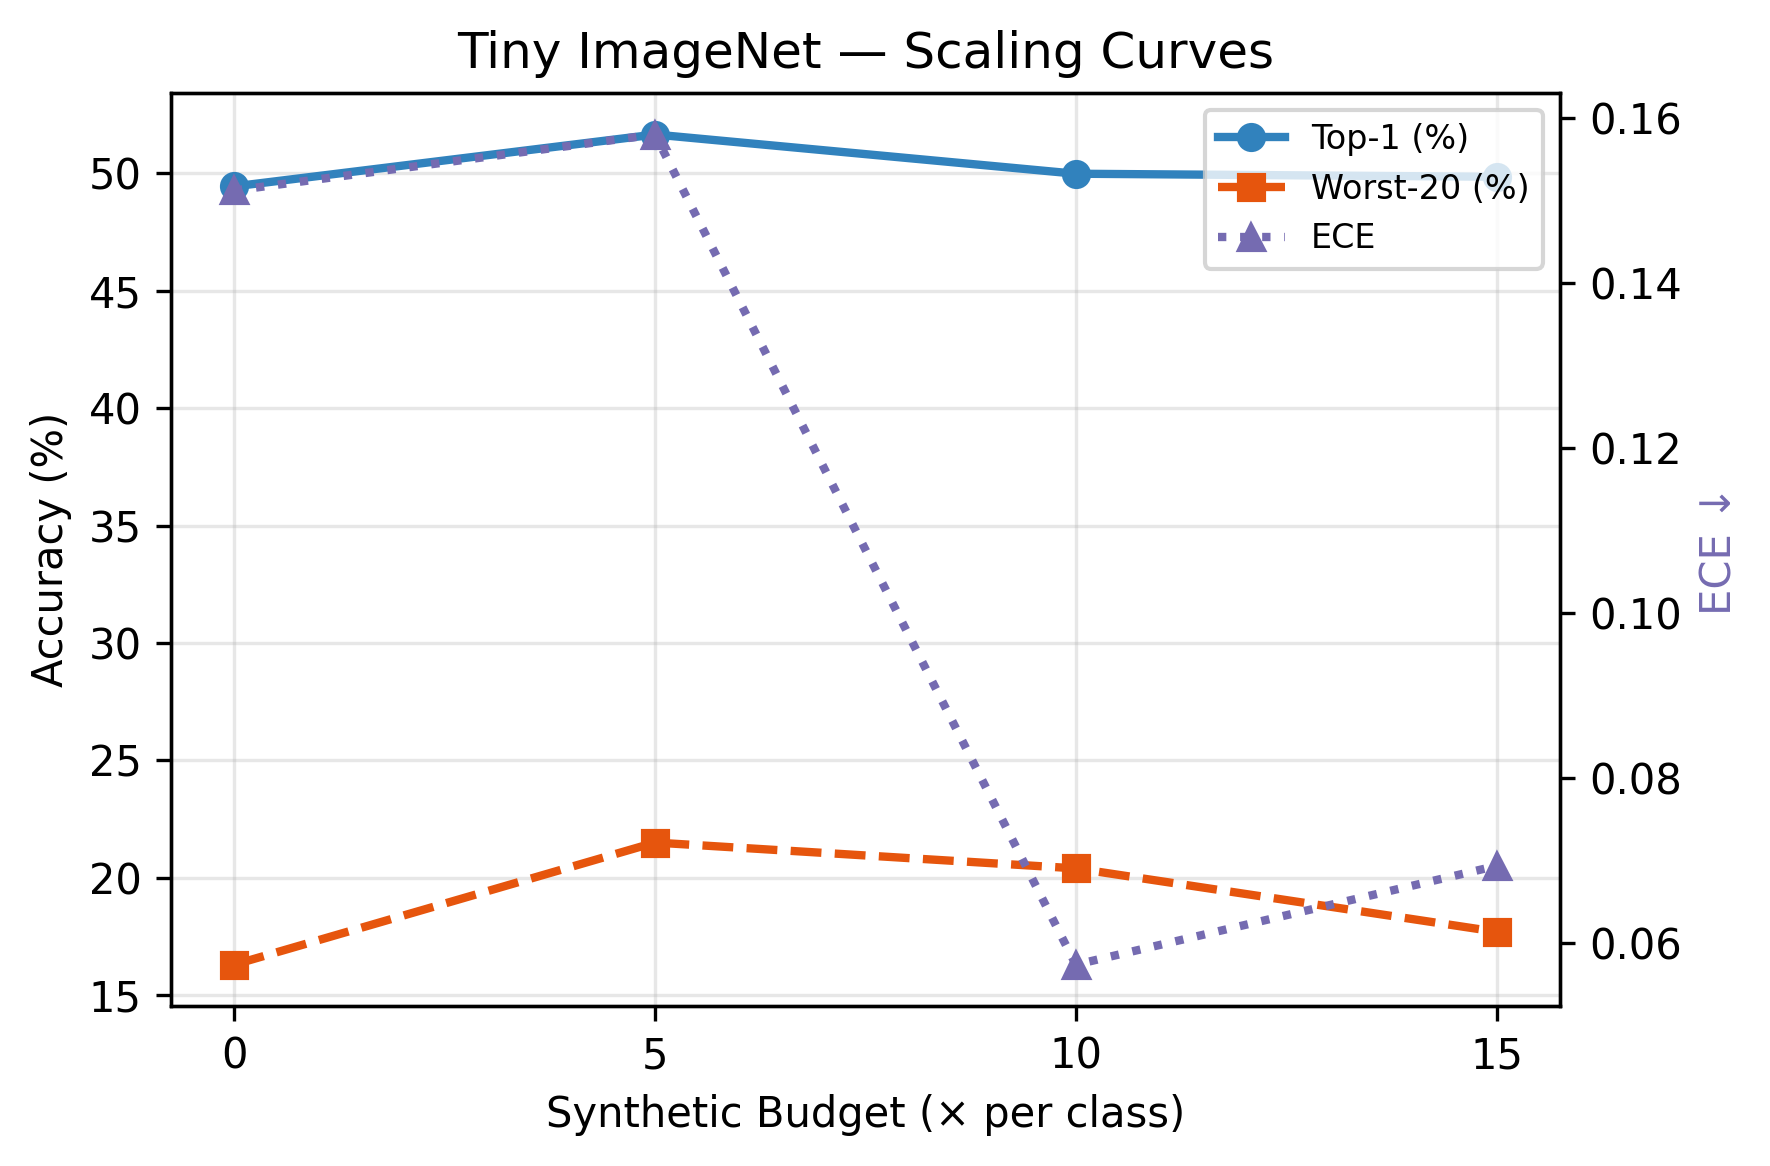 Tiny ImageNet — Scaling Curves
Top-1 (%)
Worst-20 (%)
ECE
Accuracy (%)
50
45
40
35
30
25
20
15
0.16
0.14
0.12
0.10
0.08
0.06
ECE →
0
5
10
15
Synthetic Budget (× per class)